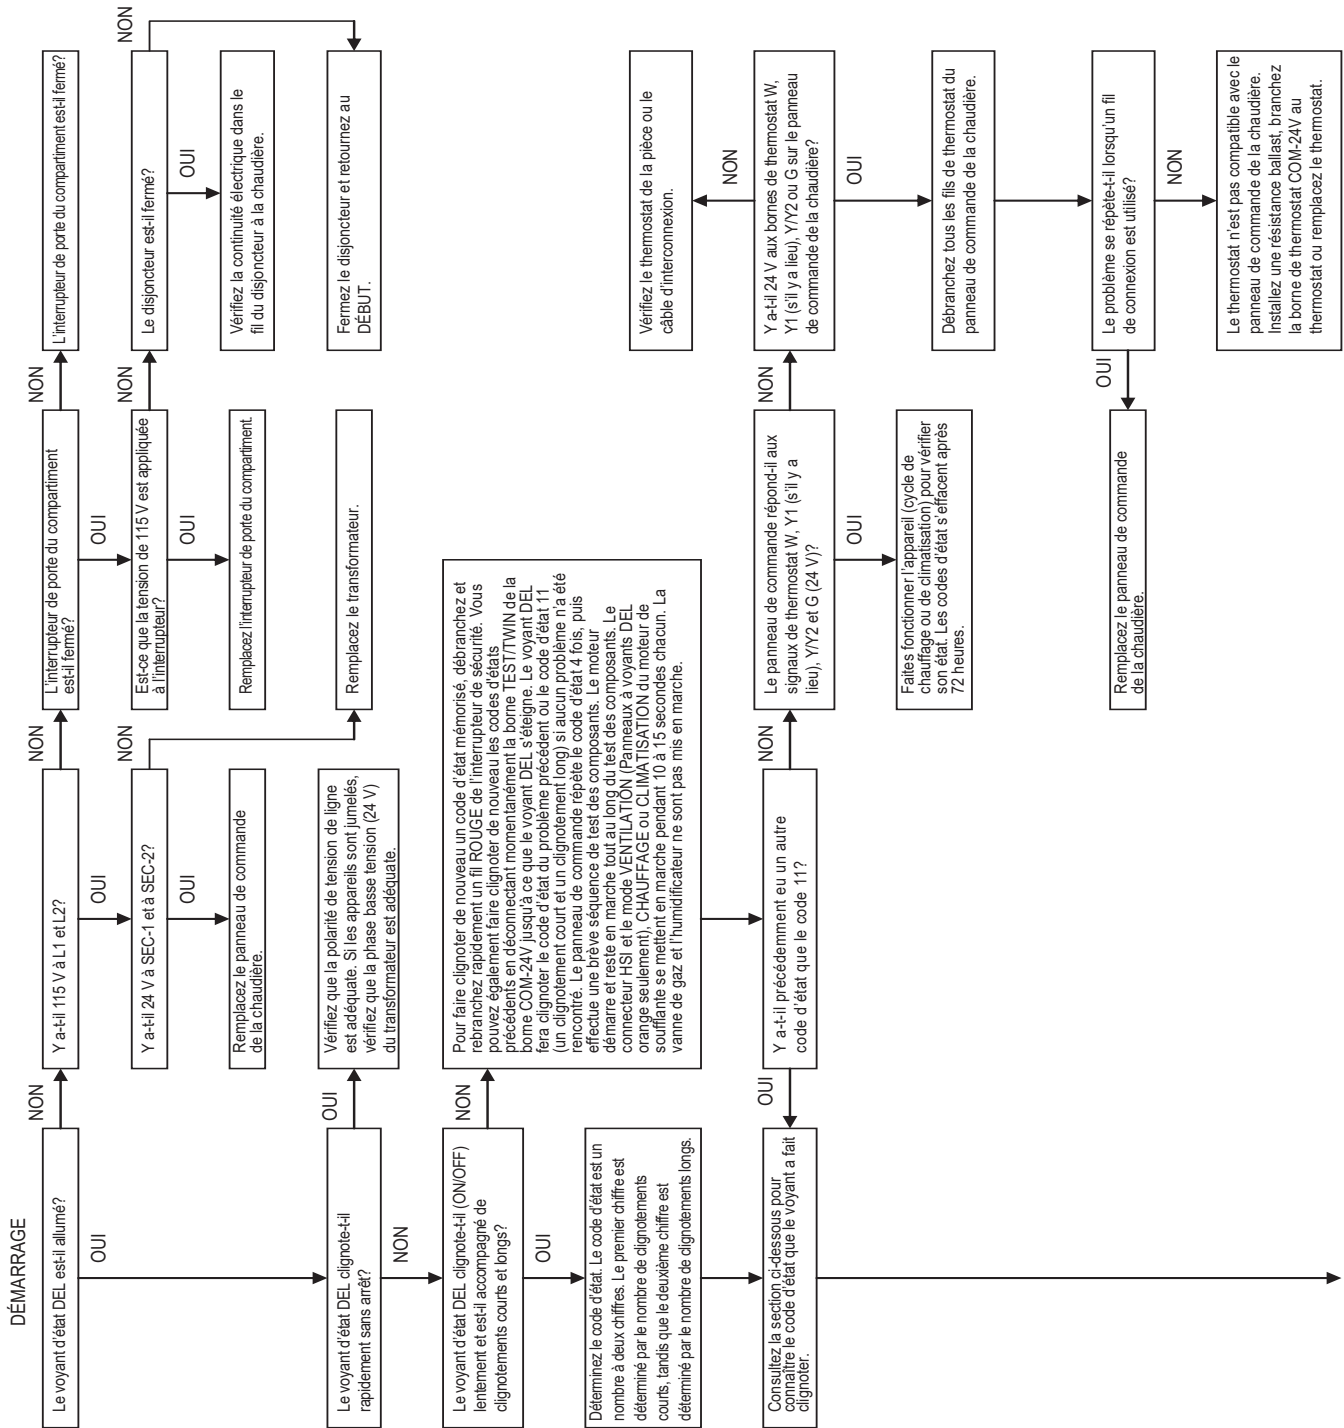 DÉMARRAGE
Le voyant d'état DEL est-il allumé?
NON
OUI
Y a-t-il 115 V à L1 et L2?
NON
OUI
L'interrupteur de porte du compartiment
est-il fermé?
NON
OUI
L'interrupteur de porte du compartiment est-il fermé?
Y a-t-il 24 V à SEC-1 et à SEC-2?
NON
OUI
Est-ce que la tension de 115 V est appliquée
à l'interrupteur?
NON
OUI
Le disjoncteur est-il fermé?
NON
OUI
Remplacez le panneau de commande
de la chaudière.
Remplacez l'interrupteur de porte du compartiment.
Vérifiez la continuité électrique dans le
fil du disjoncteur à la chaudière.
Le voyant d'état DEL clignote-t-il
rapidement sans arrêt?
OUI
NON
Vérifiez que la polarité de tension de ligne
est adéquate. Si les appareils sont jumelés,
vérifiez que la phase basse tension (24 V)
du transformateur est adéquate.
Remplacez le transformateur.
Fermez le disjoncteur et retournez au
DÉBUT.
Le voyant d'état DEL clignote-t-il (ON/OFF)
lentement et est-il accompagné de
clignotements courts et longs?
NON
OUI
Pour faire clignoter de nouveau un code d'état mémorisé, débranchez et
rebranchez rapidement un fil ROUGE de l'interrupteur de sécurité. Vous
pouvez également faire clignoter de nouveau les codes d'états
précédents en déconnectant momentanément la borne TEST/TWIN de la
borne COM-24V jusqu'à ce que le voyant DEL s'éteigne. Le voyant DEL
fera clignoter le code d'état du problème précédent ou le code d'état 11
(un clignotement court et un clignotement long) si aucun problème n'a été
rencontré. Le panneau de commande répète le code d'état 4 fois, puis
effectue une brève séquence de test des composants. Le moteur
démarre et reste en marche tout au long du test des composants. Le
connecteur HSI et le mode VENTILATION (Panneaux à voyants DEL
orange seulement), CHAUFFAGE ou CLIMATISATION du moteur de
soufflante se mettent en marche pendant 10 à 15 secondes chacun. La
vanne de gaz et l'humidificateur ne sont pas mis en marche.
Déterminez le code d'état. Le code d'état est un
nombre à deux chiffres. Le premier chiffre est
déterminé par le nombre de clignotements
courts, tandis que le deuxième chiffre est
déterminé par le nombre de clignotements longs.
Vérifiez le thermostat de la pièce ou le
câble d'interconnexion.
Consultez la section ci-dessous pour
connaître le code d'état que le voyant a fait
clignoter.
OUI
Y a-t-il précédemment eu un autre
code d'état que le code 11?
NON
Le panneau de commande répond-il aux
signaux de thermostat W, Y1 (s'il y a
lieu), Y/Y2 et G (24 V)?
NON
OUI
Y a-t-il 24 V aux bornes de thermostat W,
Y1 (s'il y a lieu), Y/Y2 ou G sur le panneau
de commande de la chaudière?
NON
OUI
Faites fonctionner l'appareil (cycle de
chauffage ou de climatisation) pour vérifier
son état. Les codes d'état s'effacent après
72 heures.
Débranchez tous les fils de thermostat du
panneau de commande de la chaudière.
Le problème se répète-t-il lorsqu'un fil
de connexion est utilisé?
OUI
NON
Remplacez le panneau de commande
de la chaudière.
Le thermostat n'est pas compatible avec le
panneau de commande de la chaudière.
Installez une résistance ballast, branchez
la borne de thermostat COM-24V au
thermostat ou remplacez le thermostat.